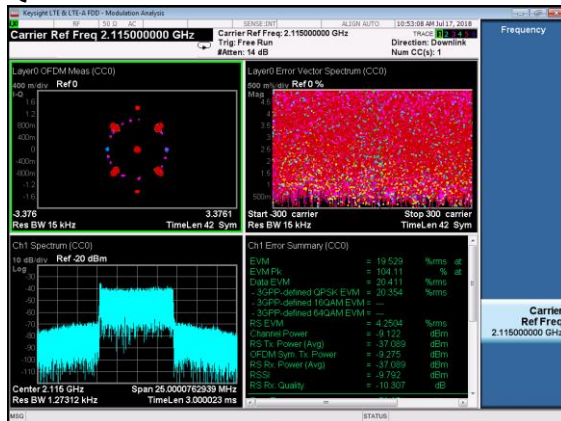 Keysight LTE & LTE-A FDD - Modulation Analysis
RF 50 Ω AC SENSE:INT ALIGN AUTO 10:53:08 AM Jul 17, 2018
Carrier Ref Freq 2.115000000 GHz
Carrier Ref Freq: 2.115000000 GHz
Trig: Free Run
#Atten: 14 dB
TRACE 1 2 3 4 5 6
Direction: Downlink
Num CC(s): 1
Frequency
Layer0 OFDM Meas (CC0)
400 m/div Ref 0
I-Q
1.6
1.2
800m
400m
0
-400m
-800m
-1.2
-1.6
-3.376 3.3761
Res BW 15 kHz TimeLen 42 Sym
Layer0 Error Vector Spectrum (CC0)
500 m%/div Ref 0 %
Mag
500m
Start -300 carrier Stop 300 carrier
Res BW 15 kHz TimeLen 42 Sym
Ch1 Spectrum (CC0)
10 dB/div Ref -20 dBm
Log
-30
-40
-50
-60
-70
-80
-90
-100
-110
Center 2.115 GHz Span 25.0000762939 MHz
Res BW 1.27312 kHz TimeLen 3.000023 ms
Ch1 Error Summary (CC0)
EVM = 19.529 %rms at
EVM Pk = 104.11 % at
Data EVM = 20.411 %rms
- 3GPP-defined QPSK EVM = 20.354 %rms
- 3GPP-defined 16QAM EVM = ---
- 3GPP-defined 64QAM EVM = ---
RS EVM = 4.2504 %rms
Channel Power = -9.122 dBm
RS Tx. Power (Avg) = -37.089 dBm
OFDM Sym. Tx. Power = -9.275 dBm
RS Rx. Power (Avg) = -37.089 dBm
RSSI = -9.792 dBm
RS Rx. Quality = -10.307 dB
Carrier
Ref Freq
2.115000000 GHz
MSG STATUS